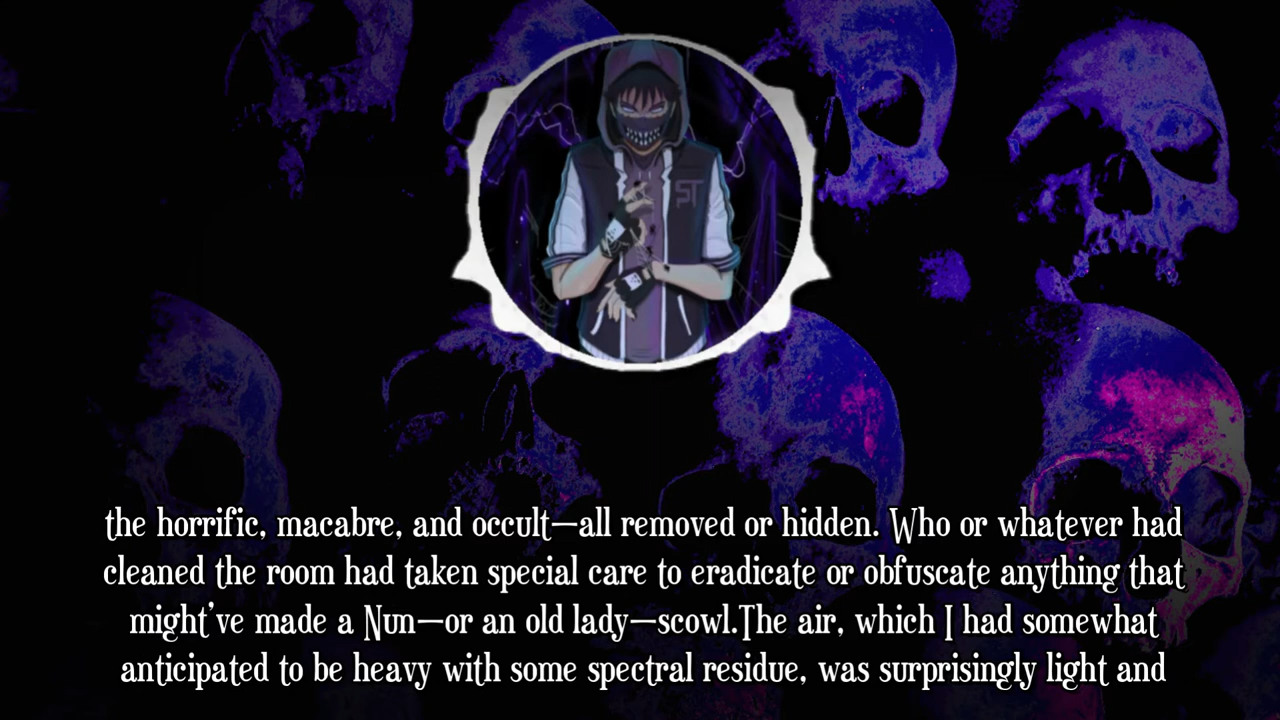 ST
the horrific, macabre, and occult—all removed or hidden. Who or whatever had
cleaned the room had taken special care to eradicate or obfuscate anything that
might've made a Nun—or an old lady—scowl.The air, which I had somewhat
anticipated to be heavy with some spectral residue, was surprisingly light and